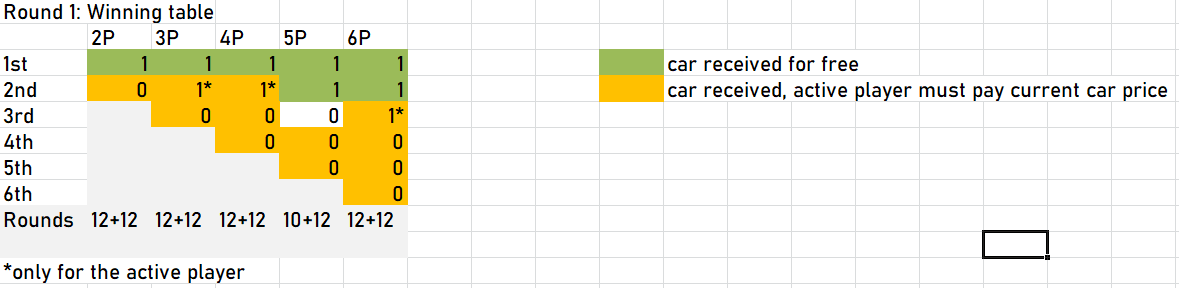 Round 1: Winning table
2P 3P 4P 5P 6P
1st 1 1 1 1 1 car received for free
2nd 0 1* 1* 1 1 car received, active player must pay current car price
3rd 0 0 0 1*
4th 0 0 0
5th 0 0
6th 0
Rounds 12+12 12+12 12+12 10+12 12+12
*only for the active player